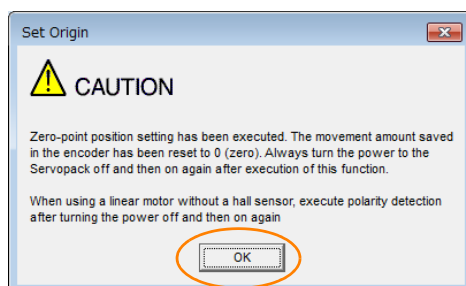 Set Origin
CAUTION
Zero-point position setting has been executed. The movement amount saved
in the encoder has been reset to 0 (zero). Always turn the power to the
Servopack off and then on again after execution of this function.
When using a linear motor without a hall sensor, execute polarity detection
after turning the power off and then on again
OK